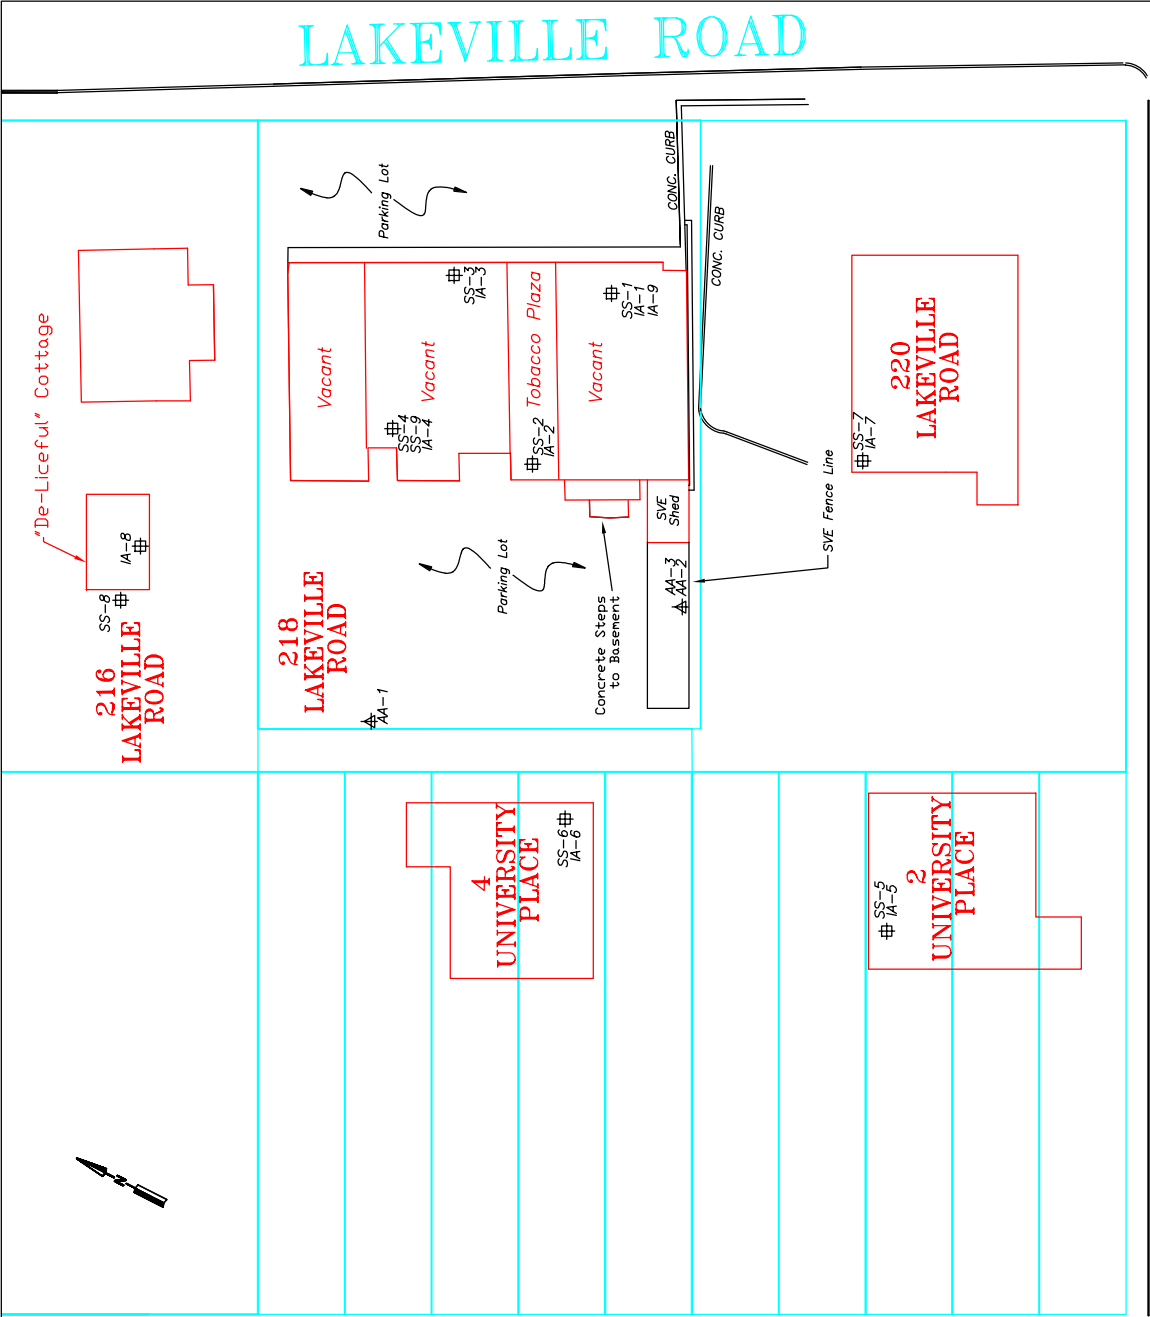 LAKEVILLE ROAD
Parking Lot
CONC. CURB
CONC. CURB
"De-Liceful" Cottage
Vacant
Vacant
SS-3
IA-3
Tobacco Plaza
Vacant
SS-1
IA-1
IA-9
SS-4
SS-9
IA-4
SS-2
IA-2
220
LAKEVILLE
ROAD
SS-7
IA-7
IA-8
SS-8
216
LAKEVILLE
ROAD
218
LAKEVILLE
ROAD
Parking Lot
SVE
Shed
SVE Fence Line
AA-3
AA-2
Concrete Steps
to Basement
AA-1
4
UNIVERSITY
PLACE
SS-6
IA-6
2
UNIVERSITY
PLACE
SS-5
IA-5
N